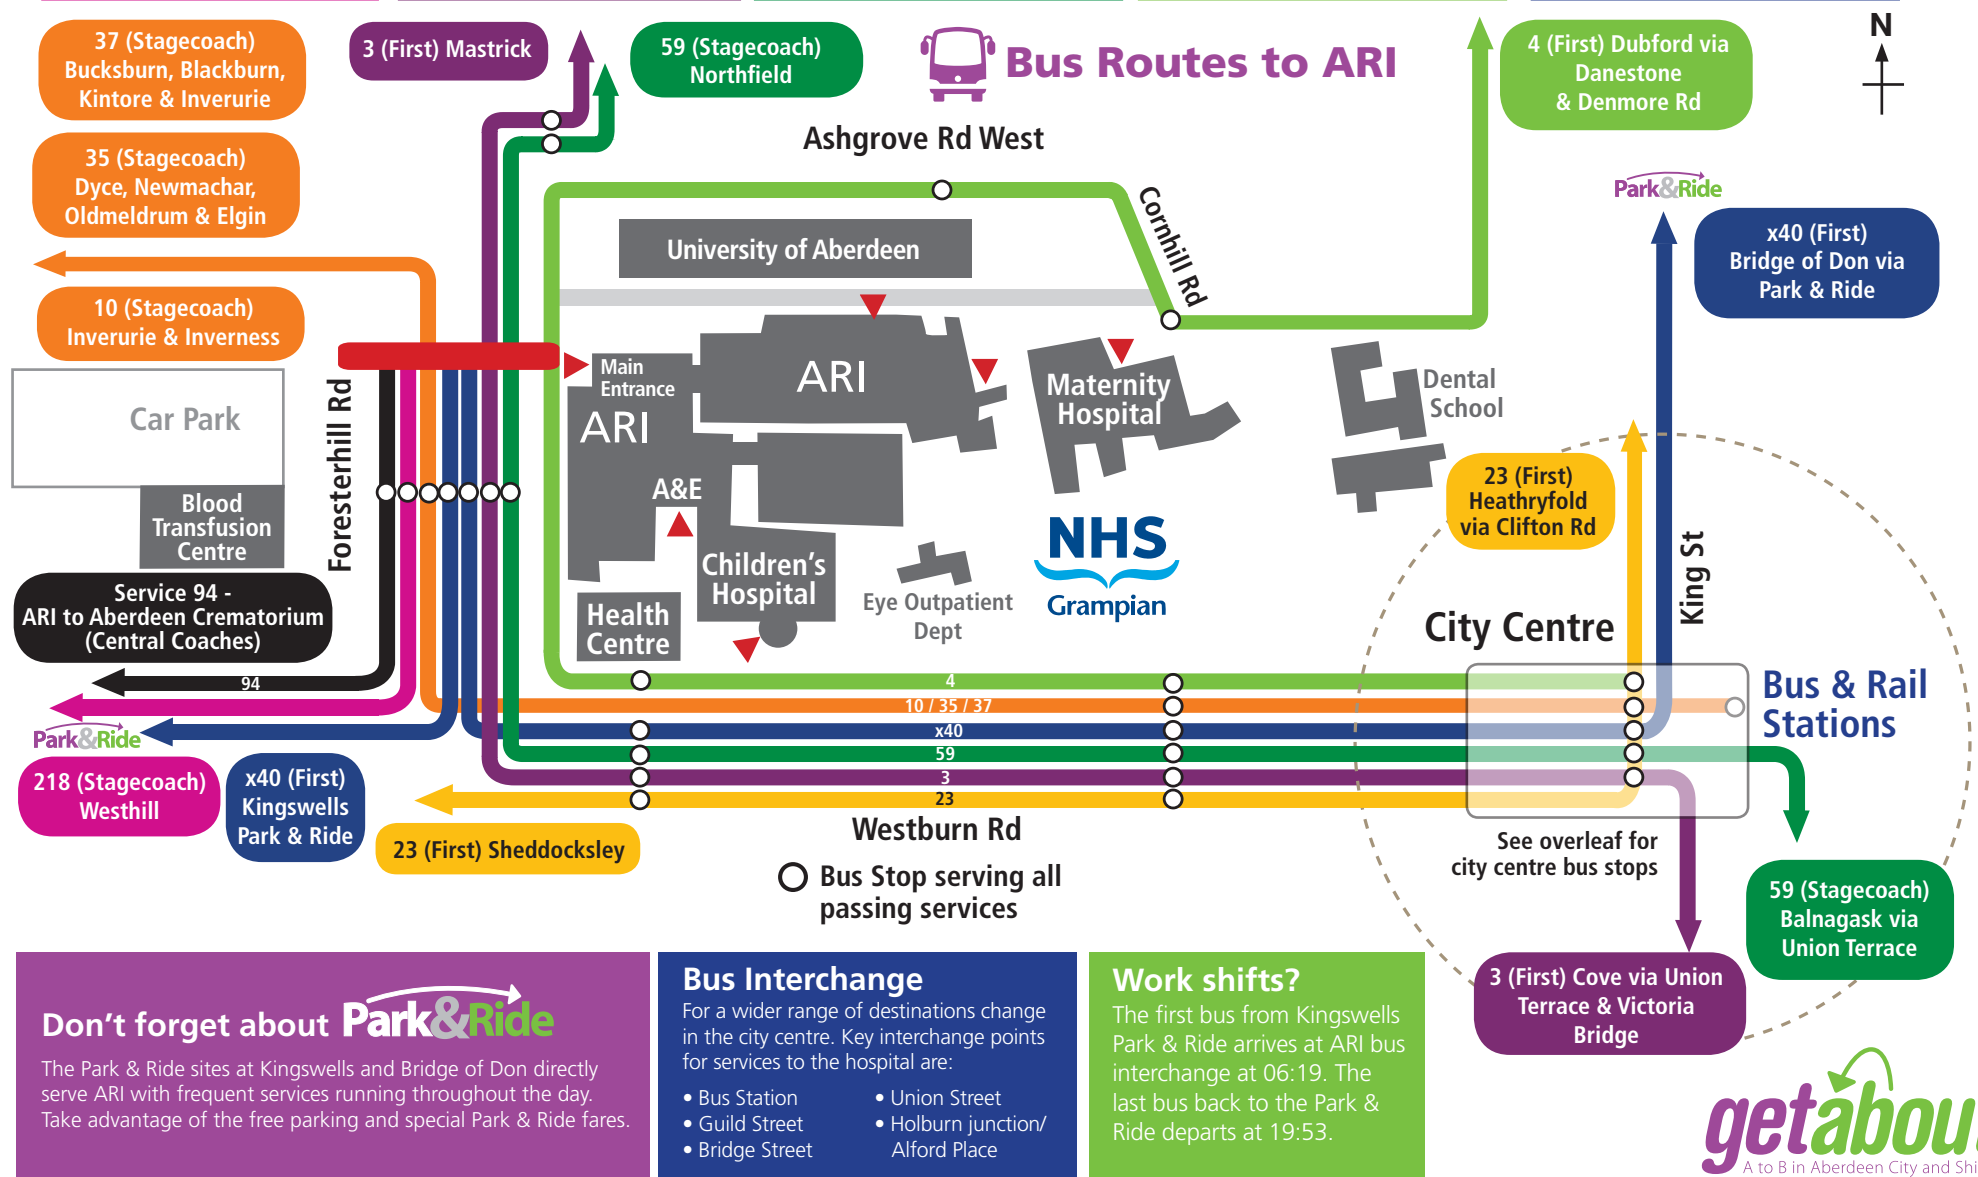 37 (Stagecoach)
Bucksburn, Blackburn,
Kintore & Inverurie
3 (First) Mastrick
59 (Stagecoach)
Northfield
Bus Routes to ARI
4 (First) Dubford via
Danestone
& Denmore Rd
N
35 (Stagecoach)
Dyce, Newmachar,
Oldmeldrum & Elgin
Ashgrove Rd West
Cornhill Rd
Park&Ride
x40 (First)
Bridge of Don via
Park & Ride
University of Aberdeen
10 (Stagecoach)
Inverurie & Inverness
Main
Entrance
ARI
ARI
Maternity
Hospital
Dental
School
Car Park
Foresterhill Rd
Blood
Transfusion
Centre
A&E
23 (First)
Heathryfold
via Clifton Rd
King St
NHS
Grampian
Children's
Hospital
Eye Outpatient
Dept
Health
Centre
Service 94 -
ARI to Aberdeen Crematorium
(Central Coaches)
City Centre
94
4
10 / 35 / 37
x40
59
3
23
Bus & Rail
Stations
Park&Ride
218 (Stagecoach)
Westhill
x40 (First)
Kingswells
Park & Ride
23 (First) Sheddocksley
Westburn Rd
Bus Stop serving all
passing services
See overleaf for
city centre bus stops
59 (Stagecoach)
Balnagask via
Union Terrace
3 (First) Cove via Union
Terrace & Victoria
Bridge
Don't forget about Park&Ride
The Park & Ride sites at Kingswells and Bridge of Don directly
serve ARI with frequent services running throughout the day.
Take advantage of the free parking and special Park & Ride fares.
Bus Interchange
For a wider range of destinations change
in the city centre. Key interchange points
for services to the hospital are:
• Bus Station
• Guild Street
• Bridge Street
• Union Street
• Holburn junction/
Alford Place
Work shifts?
The first bus from Kingswells
Park & Ride arrives at ARI bus
interchange at 06:19. The
last bus back to the Park &
Ride departs at 19:53.
getabou
A to B in Aberdeen City and Shi